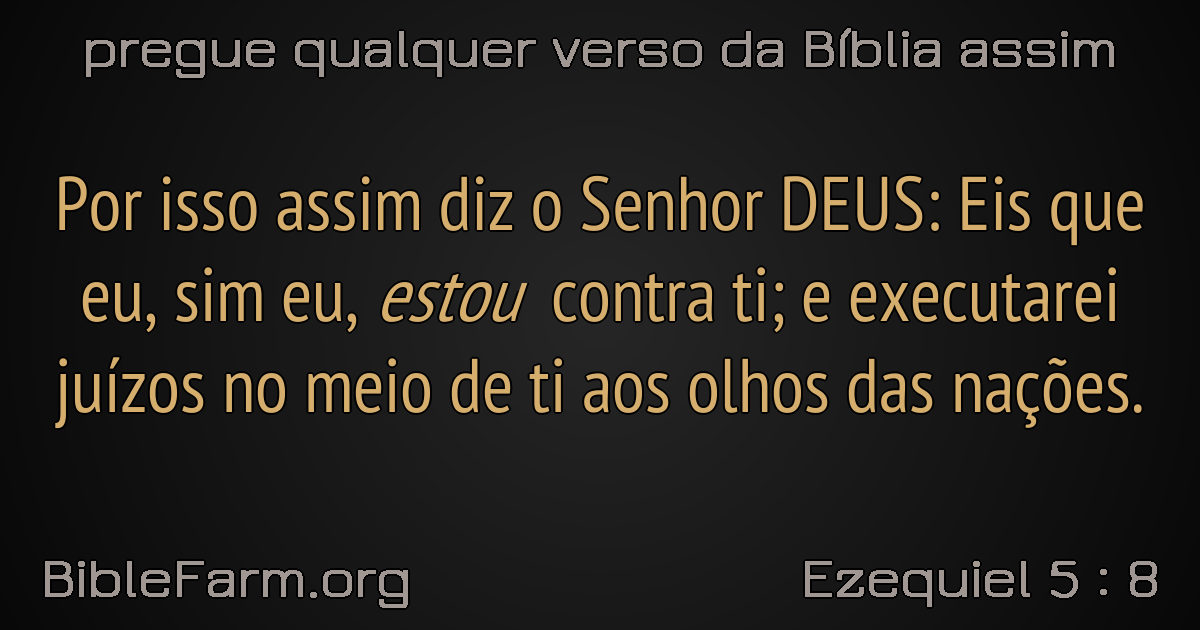 pregue qualquer verso da Bíblia assim
Por isso assim diz o Senhor DEUS: Eis que
eu, sim eu, estou contra ti; e executarei
juízos no meio de ti aos olhos das nações.
BibleFarm.org
Ezequiel 5 : 8